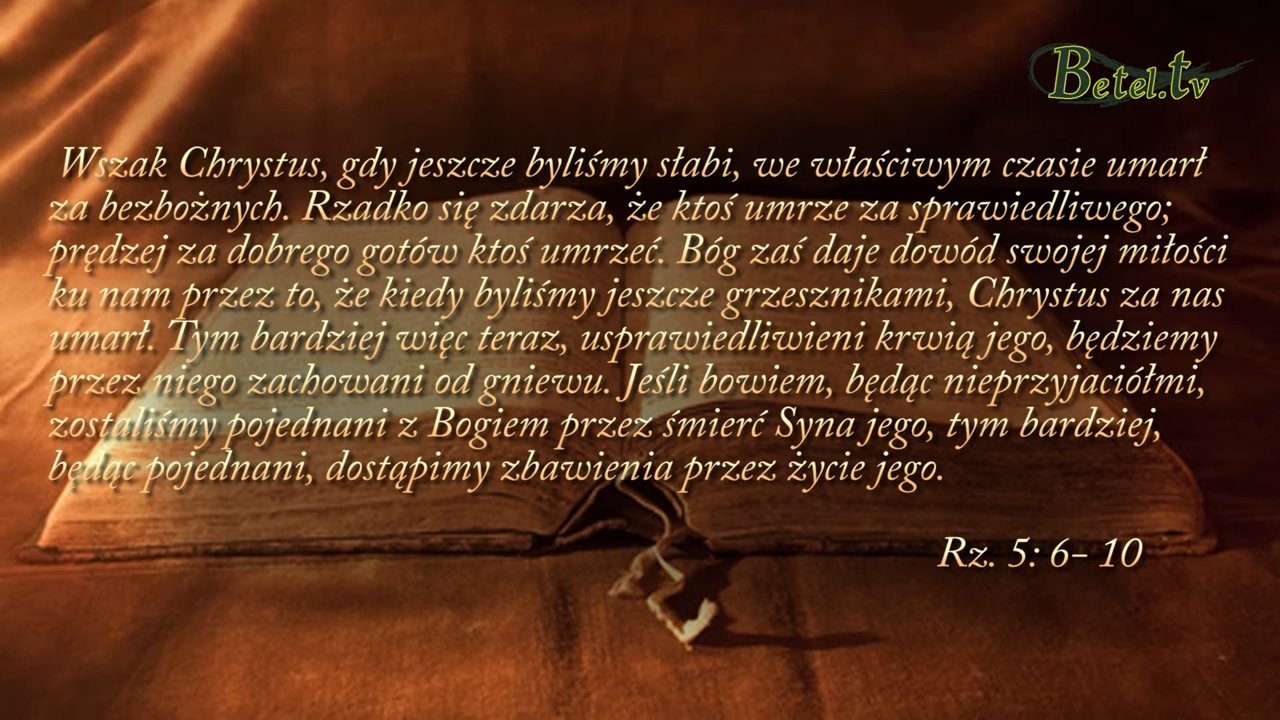 Betel.tv
Wszak Chrystus, gdy jeszcze byliśmy słabi, we właściwym czasie umarł
za bezbożnych. Rzadko się zdarza, że ktoś umrze za sprawiedliwego;
prędzej za dobrego gotów ktoś umrzeć. Bóg zaś daje dowód swojej miłości
ku nam przez to, że kiedy byliśmy jeszcze grzesznikami, Chrystus za nas
umarł. Tym bardziej więc teraz, usprawiedliwieni krwią jego, będziemy
przez niego zachowani od gniewu. Jeśli bowiem, będąc nieprzyjaciółmi,
zostaliśmy pojednani z Bogiem przez śmierć Syna jego, tym bardziej,
będąc pojednani, dostąpimy zbawienia przez życie jego.
Rz. 5: 6- 10